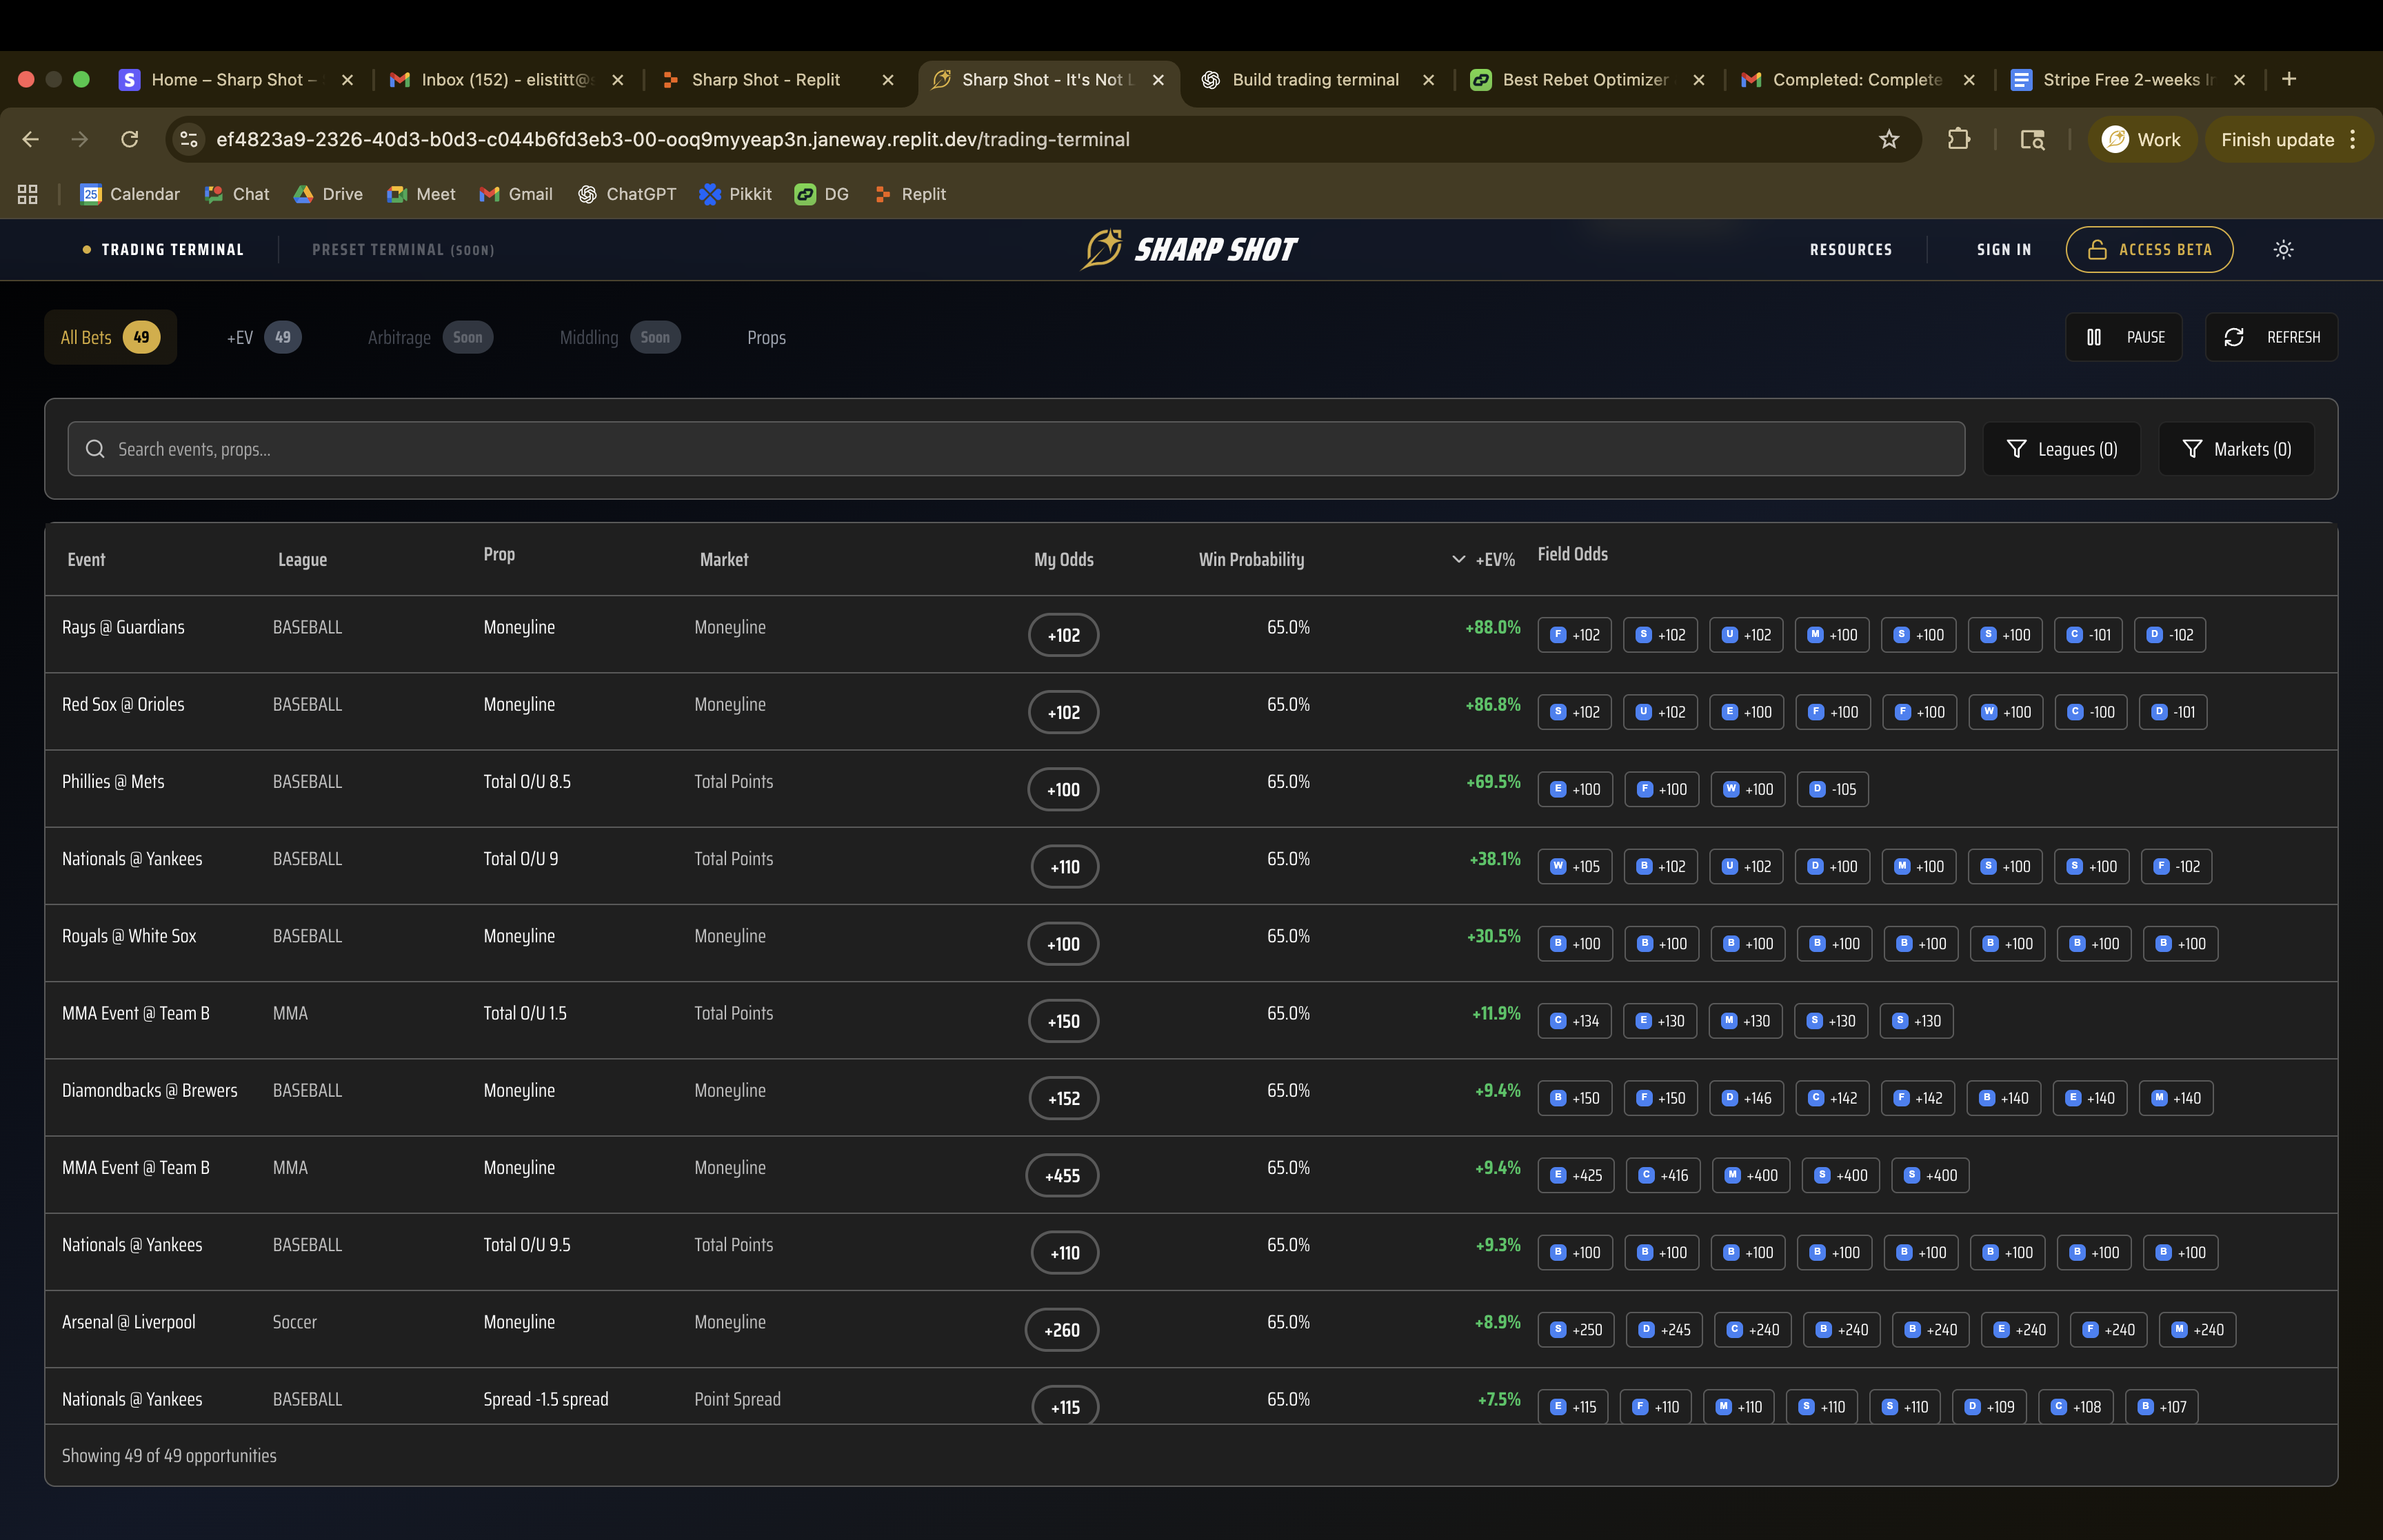 Home – Sharp Shot –
Inbox (152) - elistitt@s
Sharp Shot - Replit
Sharp Shot - It's Not L
Build trading terminal
Best Rebet Optimizer
Completed: Complete
Stripe Free 2-weeks In
ef4823a9-2326-40d3-b0d3-c044b6fd3eb3-00-ooq9myyeap3n.janeway.replit.dev/trading-terminal
Work
Finish update
Calendar Chat Drive Meet Gmail ChatGPT Pikkit DG Replit
TRADING TERMINAL PRESET TERMINAL (SOON) SHARP SHOT RESOURCES SIGN IN ACCESS BETA
All Bets 49 +EV 49 Arbitrage Soon Middling Soon Props PAUSE REFRESH
Search events, props... Leagues (0) Markets (0)
Event League Prop Market My Odds Win Probability +EV% Field Odds
Rays @ Guardians BASEBALL Moneyline Moneyline +102 65.0% +88.0% F +102 S +102 U +102 M +100 S +100 S +100 C -101 D -102
Red Sox @ Orioles BASEBALL Moneyline Moneyline +102 65.0% +86.8% S +102 U +102 E +100 F +100 F +100 W +100 C -100 D -101
Phillies @ Mets BASEBALL Total O/U 8.5 Total Points +100 65.0% +69.5% E +100 F +100 W +100 D -105
Nationals @ Yankees BASEBALL Total O/U 9 Total Points +110 65.0% +38.1% W +105 B +102 U +102 D +100 M +100 S +100 S +100 F -102
Royals @ White Sox BASEBALL Moneyline Moneyline +100 65.0% +30.5% B +100 B +100 B +100 B +100 B +100 B +100 B +100 B +100
MMA Event @ Team B MMA Total O/U 1.5 Total Points +150 65.0% +11.9% C +134 E +130 M +130 S +130 S +130
Diamondbacks @ Brewers BASEBALL Moneyline Moneyline +152 65.0% +9.4% B +150 F +150 D +146 C +142 F +142 B +140 E +140 M +140
MMA Event @ Team B MMA Moneyline Moneyline +455 65.0% +9.4% E +425 C +416 M +400 S +400 S +400
Nationals @ Yankees BASEBALL Total O/U 9.5 Total Points +110 65.0% +9.3% B +100 B +100 B +100 B +100 B +100 B +100 B +100 B +100
Arsenal @ Liverpool Soccer Moneyline Moneyline +260 65.0% +8.9% S +250 D +245 C +240 B +240 B +240 E +240 F +240 M +240
Nationals @ Yankees BASEBALL Spread -1.5 spread Point Spread +115 65.0% +7.5% E +115 F +110 M +110 S +110 S +110 D +109 C +108 B +107
Showing 49 of 49 opportunities